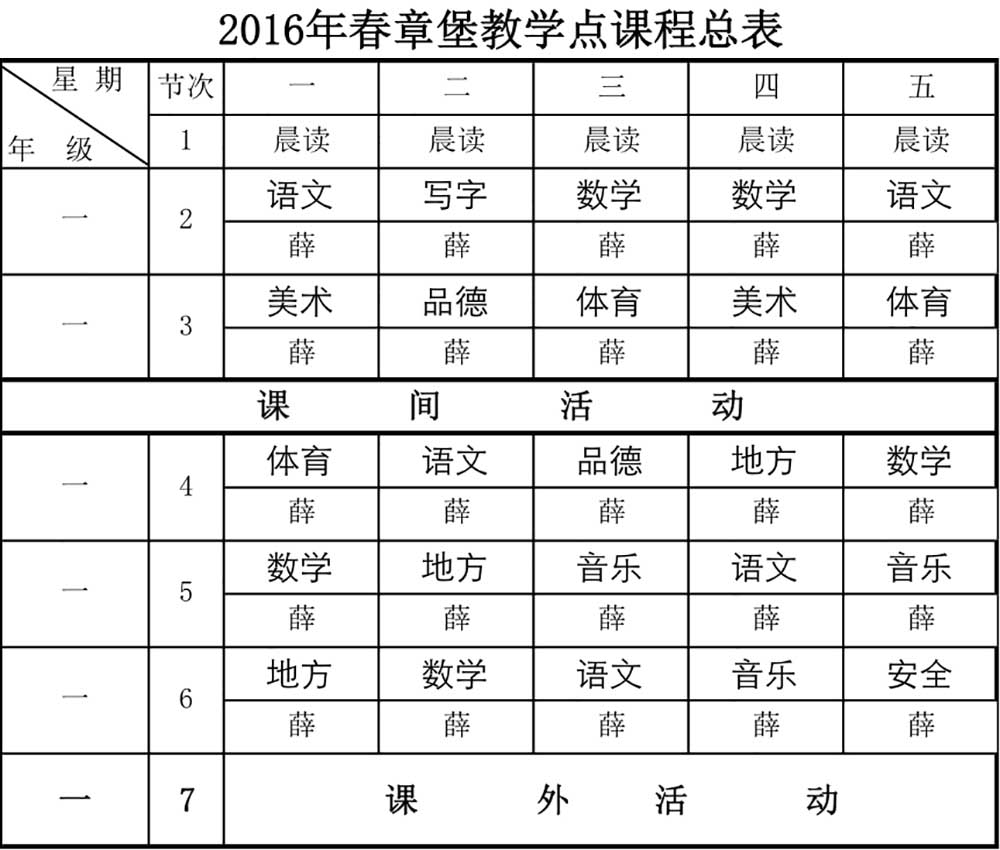 2016年春章堡教学点课程总表
星 期 节次 一 二 三 四 五
年 级 1 晨读 晨读 晨读 晨读 晨读
一 2 语文 写字 数学 数学 语文
薛 薛 薛 薛 薛
一 3 美术 品德 体育 美术 体育
薛 薛 薛 薛 薛
课 间 活 动
一 4 体育 语文 品德 地方 数学
薛 薛 薛 薛 薛
一 5 数学 地方 音乐 语文 音乐
薛 薛 薛 薛 薛
一 6 地方 数学 语文 音乐 安全
薛 薛 薛 薛 薛
一 7 课 外 活 动